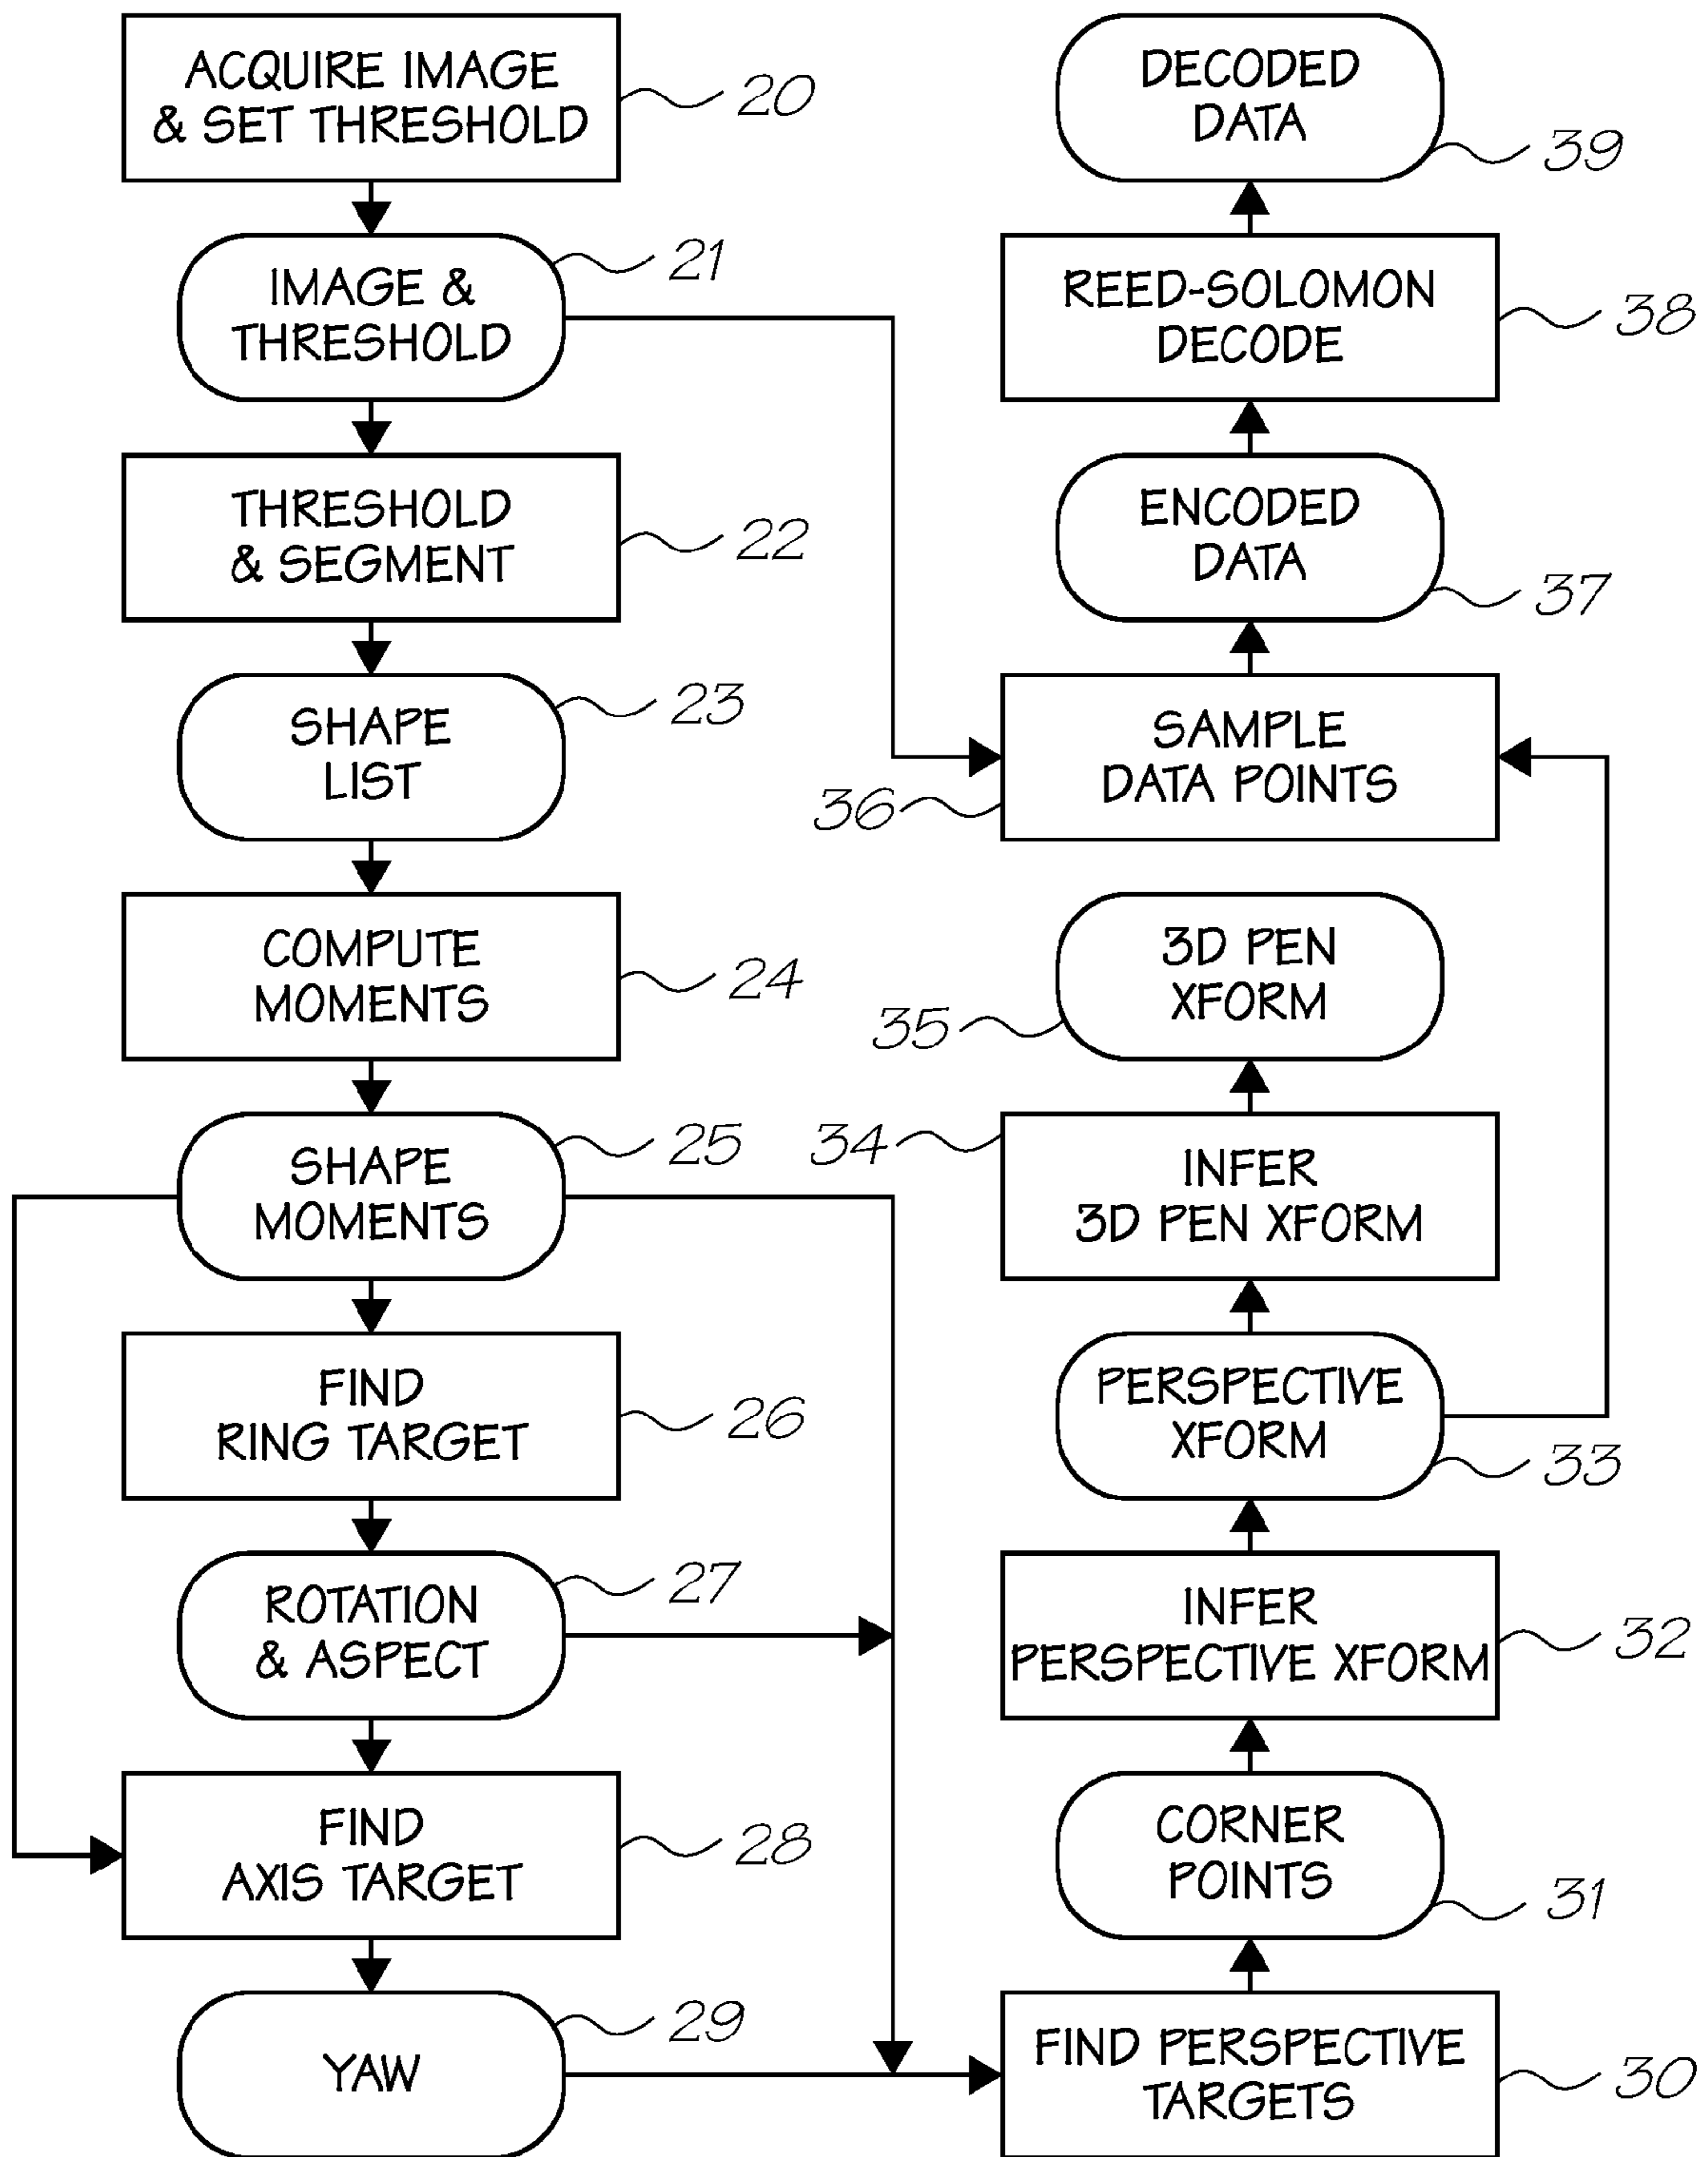 ACQUIRE IMAGE
& SET THRESHOLD
20
IMAGE &
THRESHOLD
21
THRESHOLD
& SEGMENT
22
SHAPE
LIST
23
COMPUTE
MOMENTS
24
SHAPE
MOMENTS
25
FIND
RING TARGET
26
ROTATION
& ASPECT
27
FIND
AXIS TARGET
28
YAW
29
DECODED
DATA
39
REED-SOLOMON
DECODE
38
ENCODED
DATA
37
SAMPLE
DATA POINTS
36
3D PEN
XFORM
35
INFER
3D PEN XFORM
34
PERSPECTIVE
XFORM
33
INFER
PERSPECTIVE XFORM
32
CORNER
POINTS
31
FIND PERSPECTIVE
TARGETS
30